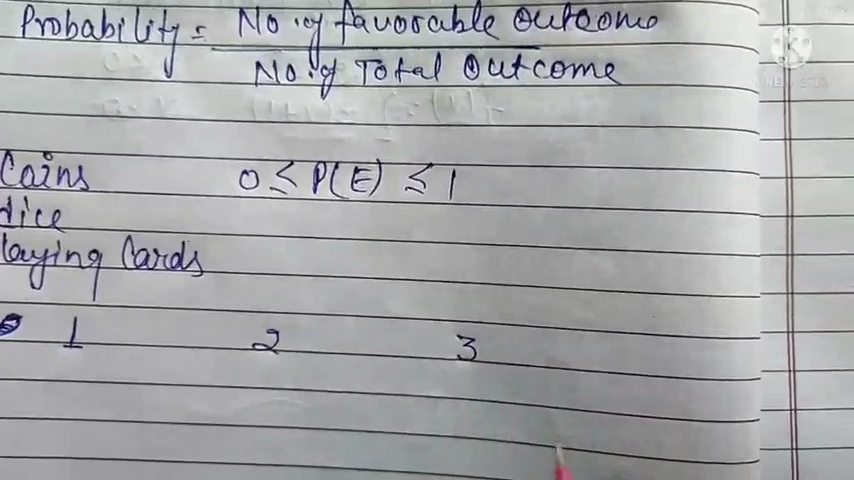 Probability = No. of favorable outcome
No. of Total outcome
Coins 0 ≤ P(E) ≤ 1
dice
laying Cards
1 2 3